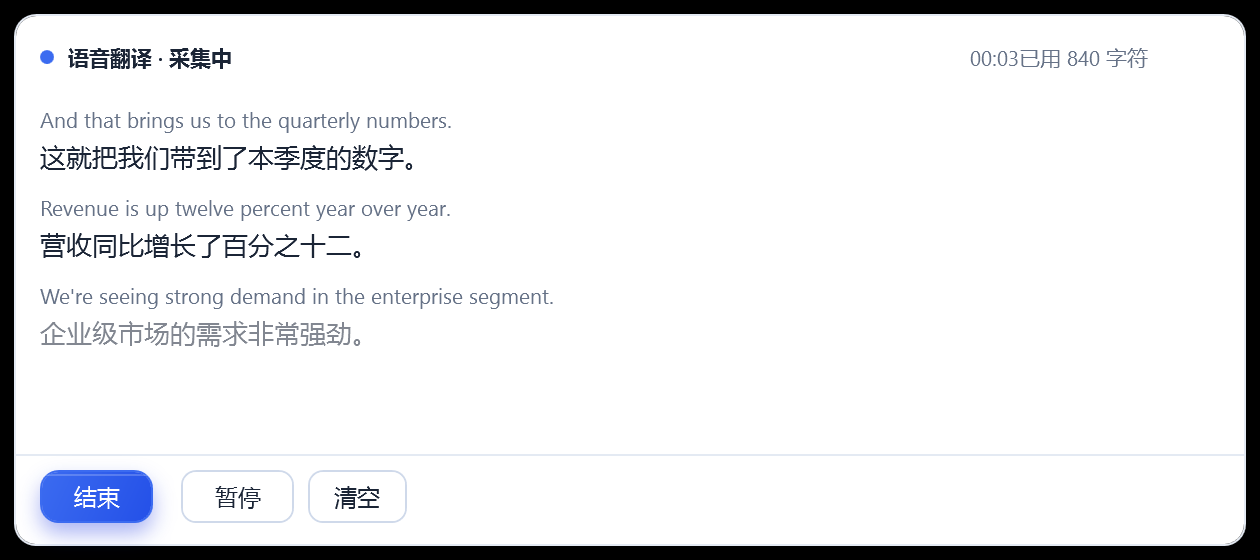 语音翻译 · 采集中
00:03已用 840 字符
And that brings us to the quarterly numbers.
这就把我们带到了本季度的数字。
Revenue is up twelve percent year over year.
营收同比增长了百分之十二。
We're seeing strong demand in the enterprise segment.
企业级市场的需求非常强劲。
结束
暂停
清空